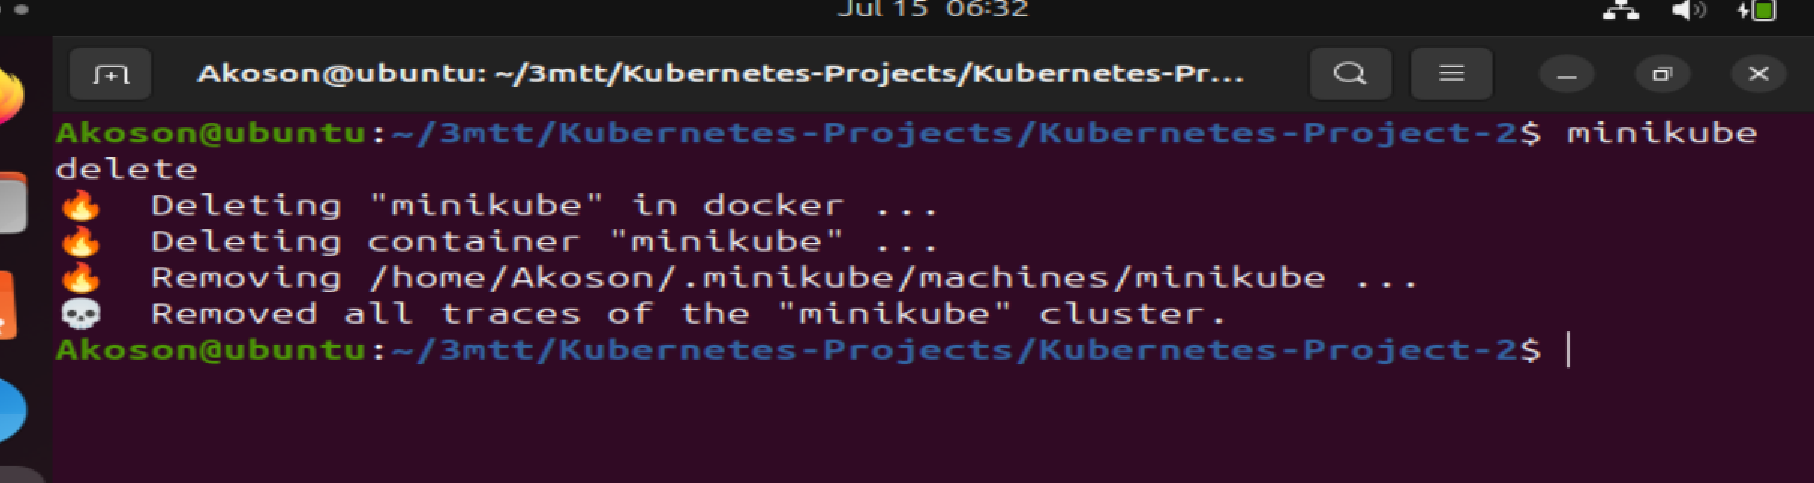 Jul 15 06:32
Akoson@ubuntu: ~/3mtt/Kubernetes-Projects/Kubernetes-Pr...
Akoson@ubuntu:~/3mtt/Kubernetes-Projects/Kubernetes-Project-2$ minikube
delete
🔥 Deleting "minikube" in docker ...
🔥 Deleting container "minikube" ...
🔥 Removing /home/Akoson/.minikube/machines/minikube ...
💀 Removed all traces of the "minikube" cluster.
Akoson@ubuntu:~/3mtt/Kubernetes-Projects/Kubernetes-Project-2$